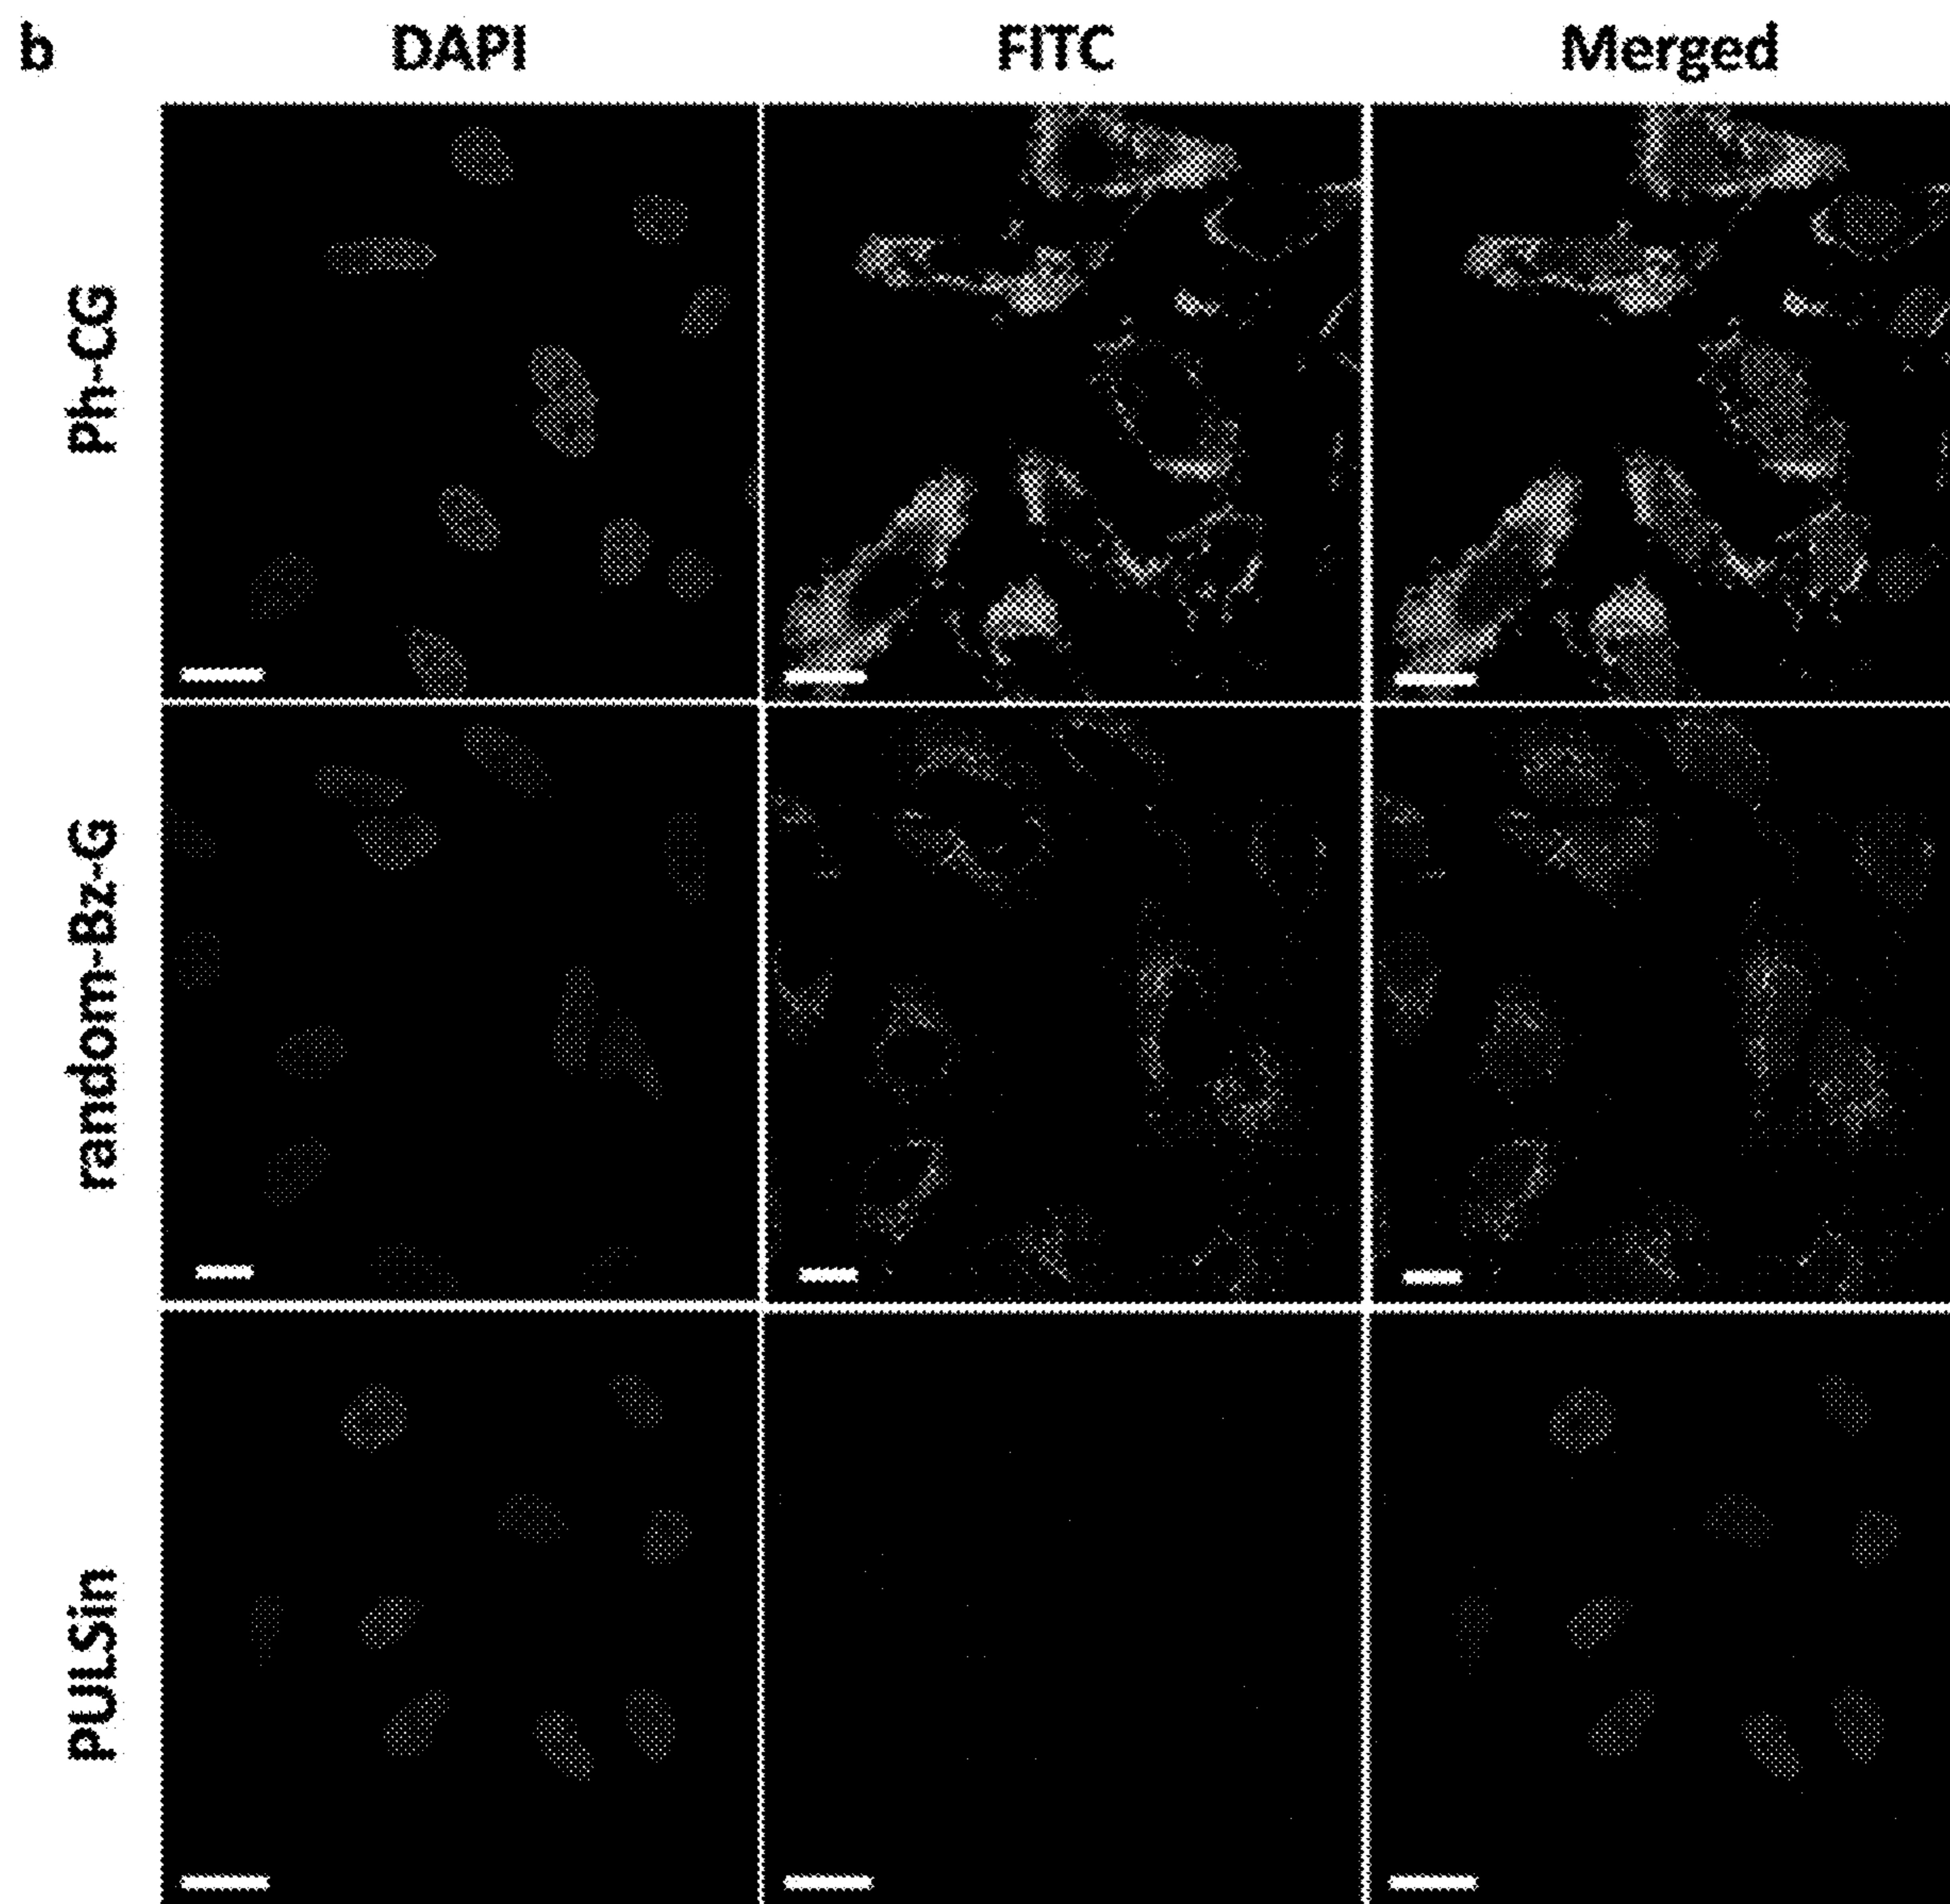 b
DAPI
FITC
Merged
Ph-CG
random-Bz-G
PULSin